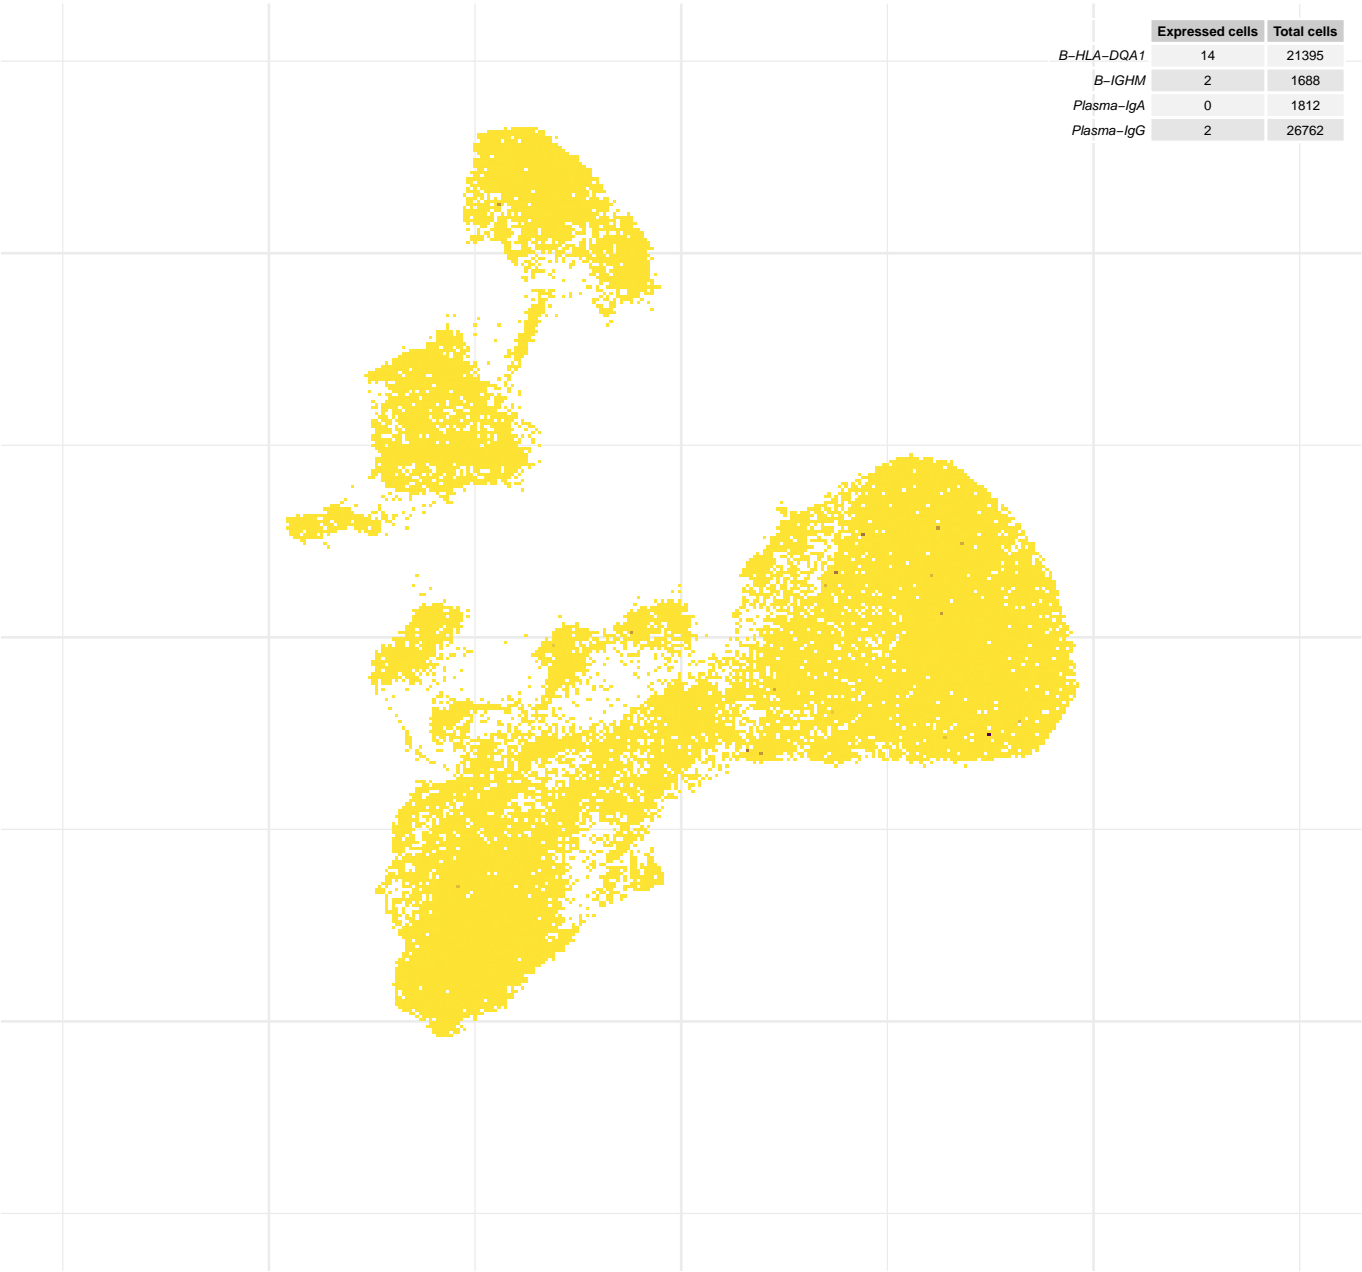 Expressed cells Total cells
B−HLA−DQA1 14 21395
B−IGHM 2 1688
Plasma−IgA 0 1812
Plasma−IgG 2 26762